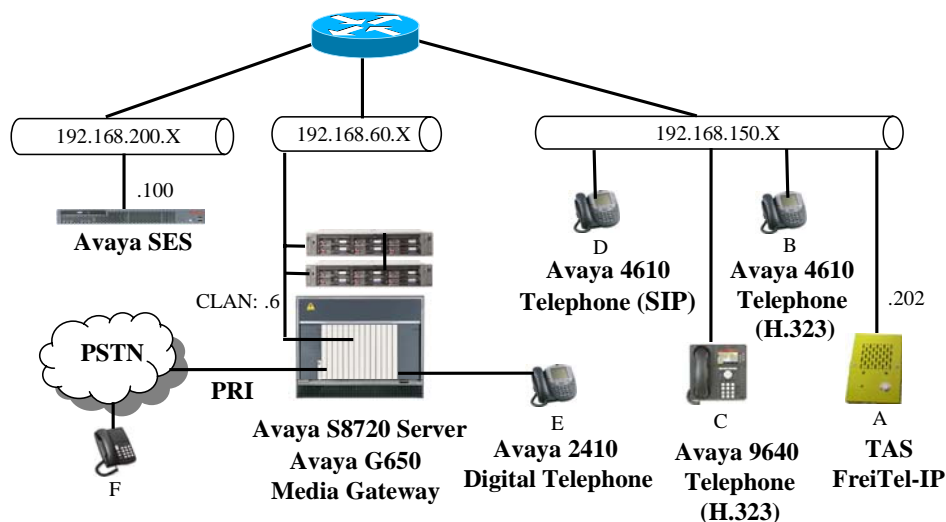 192.168.200.X
192.168.60.X
192.168.150.X
.100
Avaya SES
CLAN: .6
D
Avaya 4610
Telephone (SIP)
B
Avaya 4610
Telephone
(H.323)
.202
PSTN
PRI
F
Avaya S8720 Server
Avaya G650
Media Gateway
E
Avaya 2410
Digital Telephone
C
Avaya 9640
Telephone
(H.323)
A
TAS
FreiTel-IP